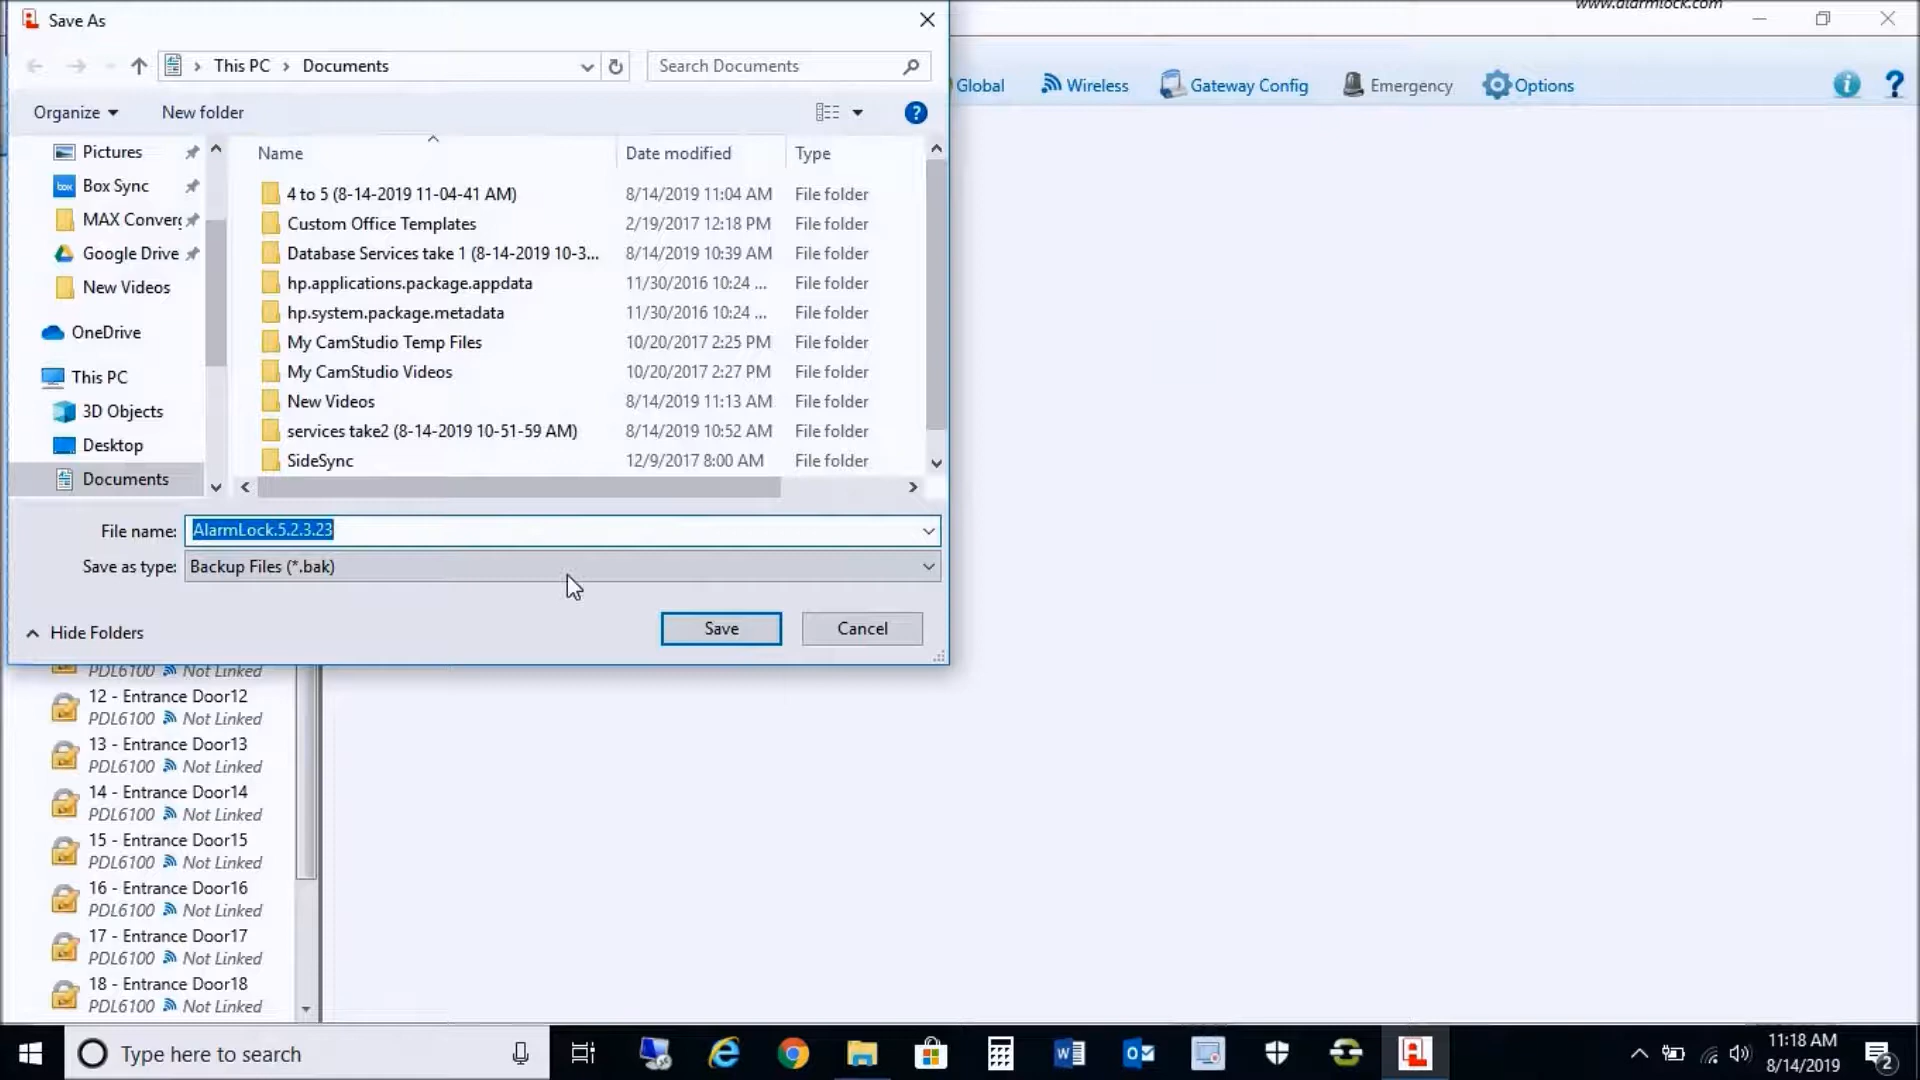 Save As
www.alarmlock.com
This PC > Documents
Search Documents
Global
Wireless
Gateway Config
Emergency
Options
Organize
New folder
Name
Date modified
Type
Pictures
Box Sync
MAX Converg
Google Drive
New Videos
OneDrive
This PC
3D Objects
Desktop
Documents
4 to 5 (8-14-2019 11-04-41 AM) 8/14/2019 11:04 AM File folder
Custom Office Templates 2/19/2017 12:18 PM File folder
Database Services take 1 (8-14-2019 10-3... 8/14/2019 10:39 AM File folder
hp.applications.package.appdata 11/30/2016 10:24 ... File folder
hp.system.package.metadata 11/30/2016 10:24 ... File folder
My CamStudio Temp Files 10/20/2017 2:25 PM File folder
My CamStudio Videos 10/20/2017 2:27 PM File folder
New Videos 8/14/2019 11:13 AM File folder
services take2 (8-14-2019 10-51-59 AM) 8/14/2019 10:52 AM File folder
SideSync 12/9/2017 8:00 AM File folder
File name: AlarmLock.5.2.3.23
Save as type: Backup Files (*.bak)
Hide Folders
Save
Cancel
PDL6100 Not Linked
12 - Entrance Door12
PDL6100 Not Linked
13 - Entrance Door13
PDL6100 Not Linked
14 - Entrance Door14
PDL6100 Not Linked
15 - Entrance Door15
PDL6100 Not Linked
16 - Entrance Door16
PDL6100 Not Linked
17 - Entrance Door17
PDL6100 Not Linked
18 - Entrance Door18
PDL6100 Not Linked
Type here to search
11:18 AM
8/14/2019
2